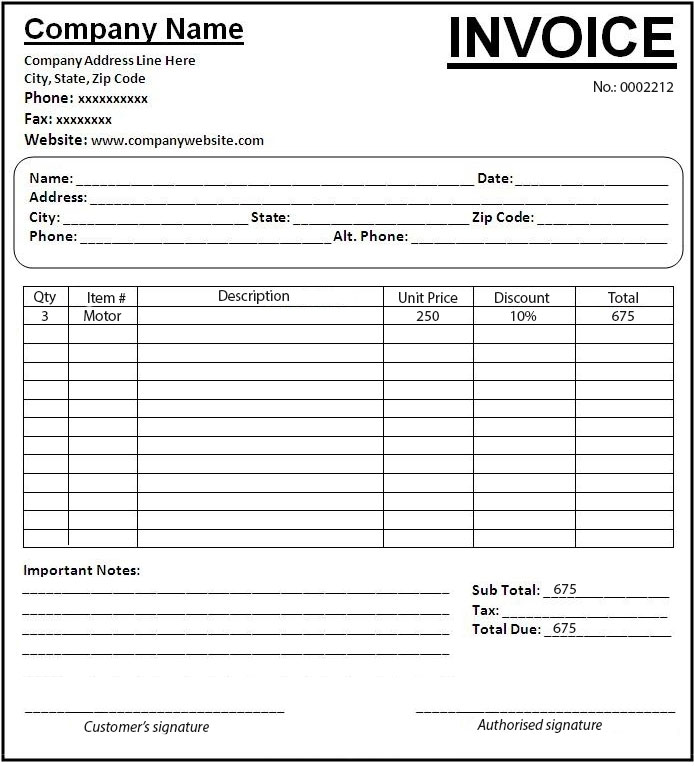 Company Name
INVOICE
Company Address Line Here
City, State, Zip Code
No.: 0002212
Phone: xxxxxxxxxx
Fax: xxxxxxxx
Website: www.companywebsite.com
Name: Date:
Address:
City: State: Zip Code:
Phone: Alt. Phone:
Qty Item # Description Unit Price Discount Total
3 Motor 250 10% 675
Important Notes:
Sub Total: 675
Tax:
Total Due: 675
Customer's signature Authorised signature